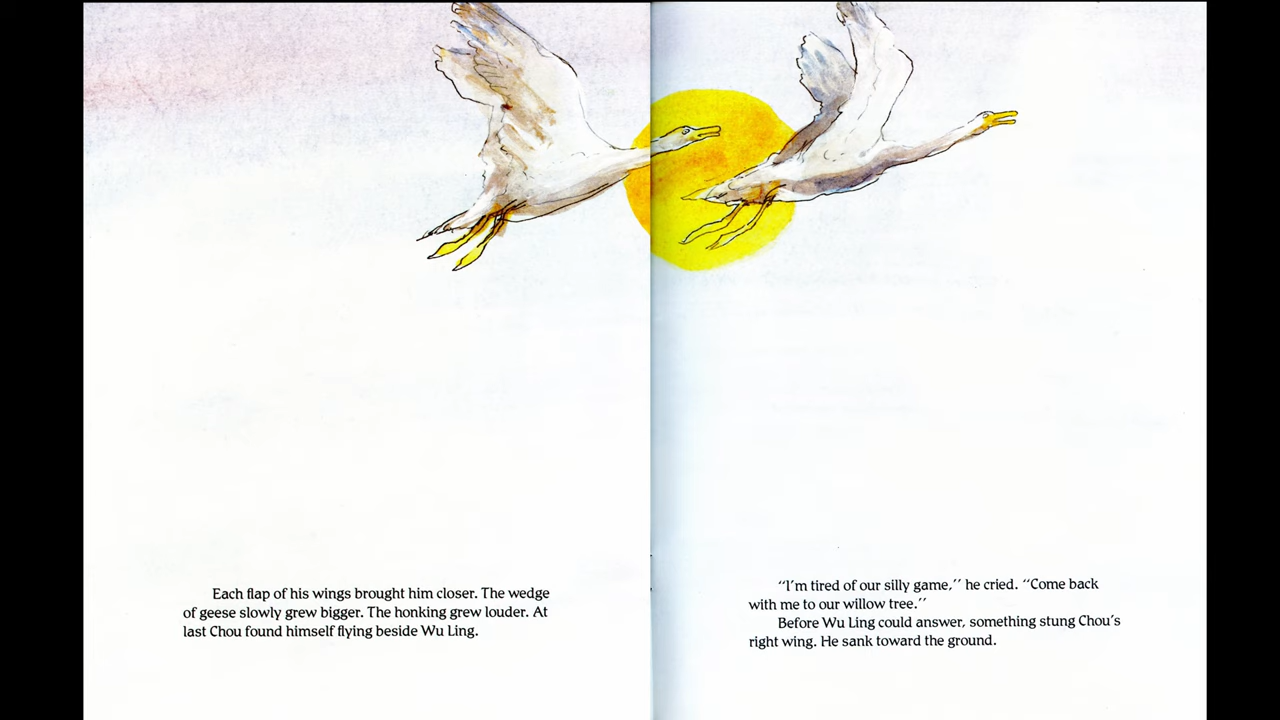 Each flap of his wings brought him closer. The wedge
of geese slowly grew bigger. The honking grew louder. At
last Chou found himself flying beside Wu Ling.
“I’m tired of our silly game,” he cried. “Come back
with me to our willow tree.”
Before Wu Ling could answer, something stung Chou’s
right wing. He sank toward the ground.